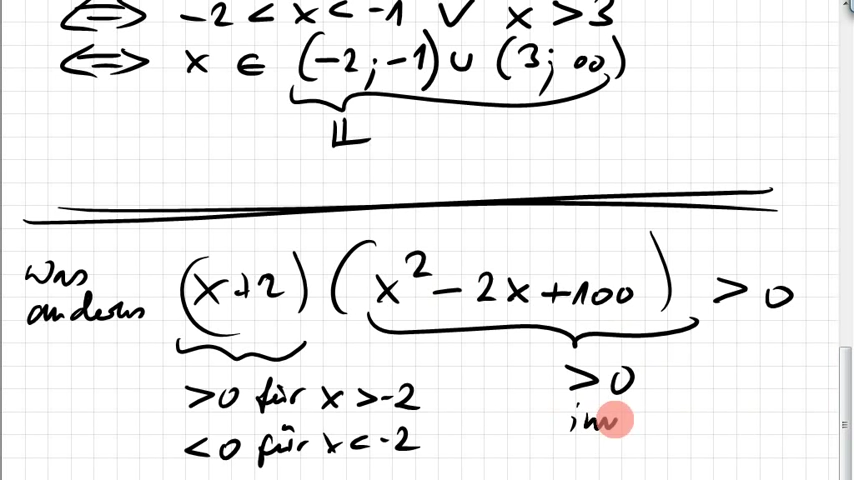 ⟺ -2 < x < -1 ∨ x > 3
⟺ x ∈ (-2; -1) ∪ (3; ∞)
𝕃
Was
anderes
(x+2) (x² - 2x + 100) > 0
>0 für x > -2
<0 für x < -2
>0
imm